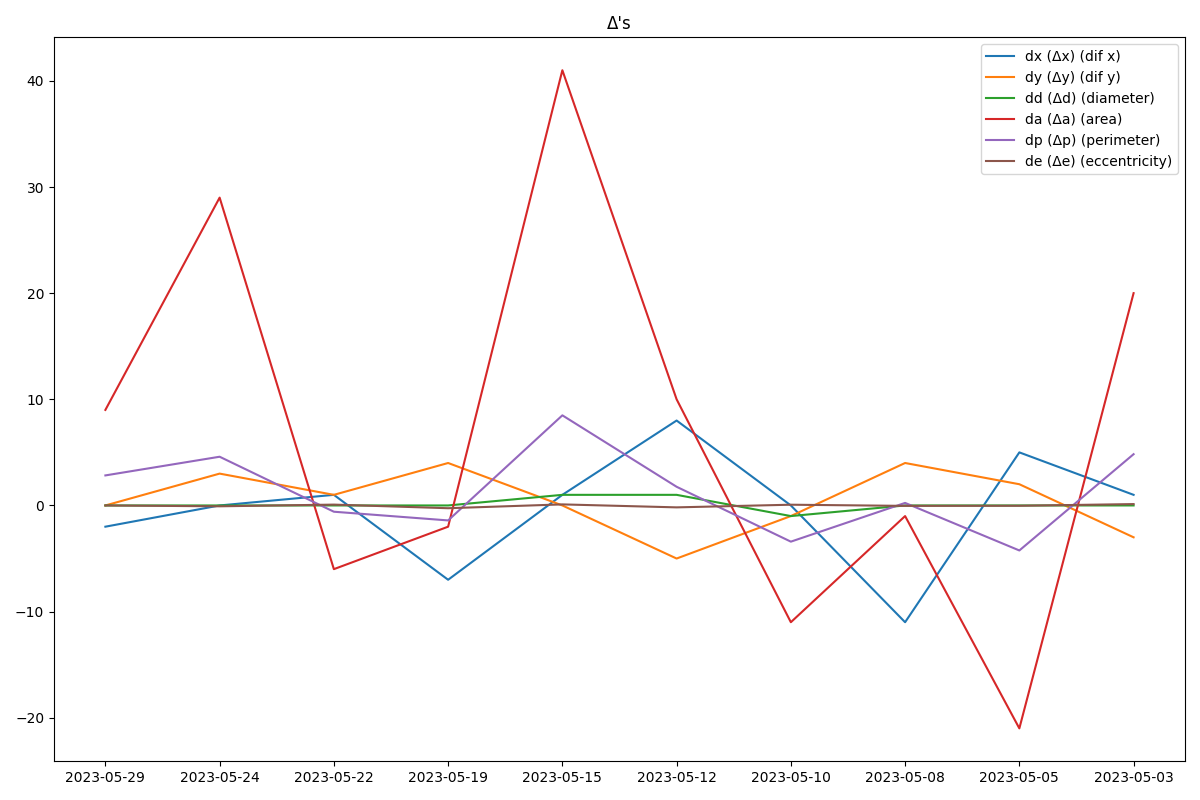 Δ's
dx (Δx) (dif x)
dy (Δy) (dif y)
dd (Δd) (diameter)
da (Δa) (area)
dp (Δp) (perimeter)
de (Δe) (eccentricity)
40
30
20
10
0
−10
−20
2023-05-29 2023-05-24 2023-05-22 2023-05-19 2023-05-15 2023-05-12 2023-05-10 2023-05-08 2023-05-05 2023-05-03